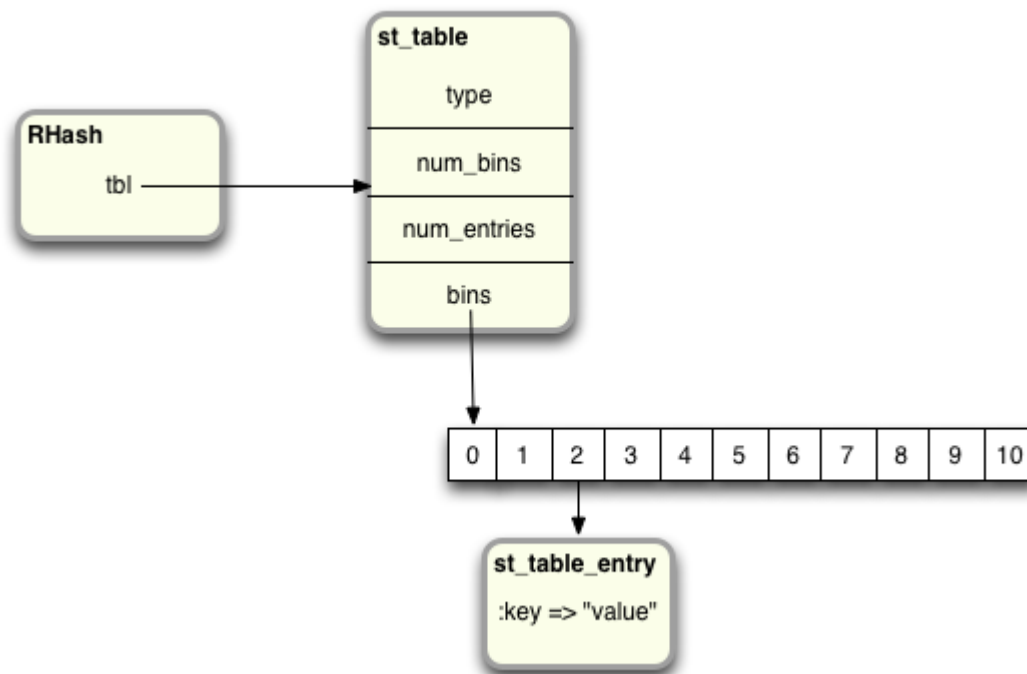 st_table
type
RHash
tbl
num_bins
num_entries
bins
0 1 2 3 4 5 6 7 8 9 10
st_table_entry
:key => "value"